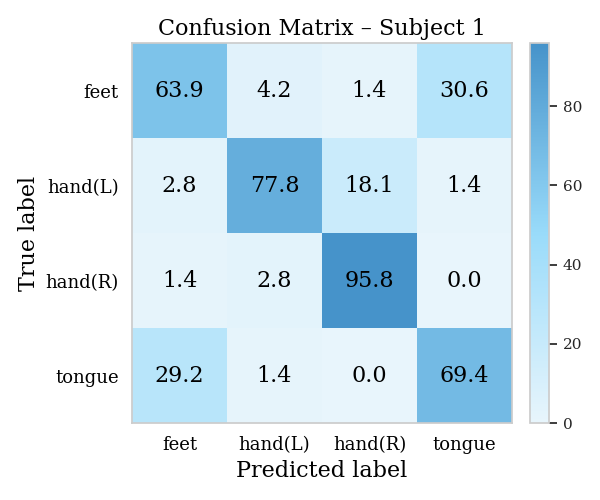 Confusion Matrix – Subject 1
feet 63.9 4.2 1.4 30.6
hand(L) 2.8 77.8 18.1 1.4
hand(R) 1.4 2.8 95.8 0.0
tongue 29.2 1.4 0.0 69.4
feet hand(L) hand(R) tongue
Predicted label
True label
80
60
40
20
0